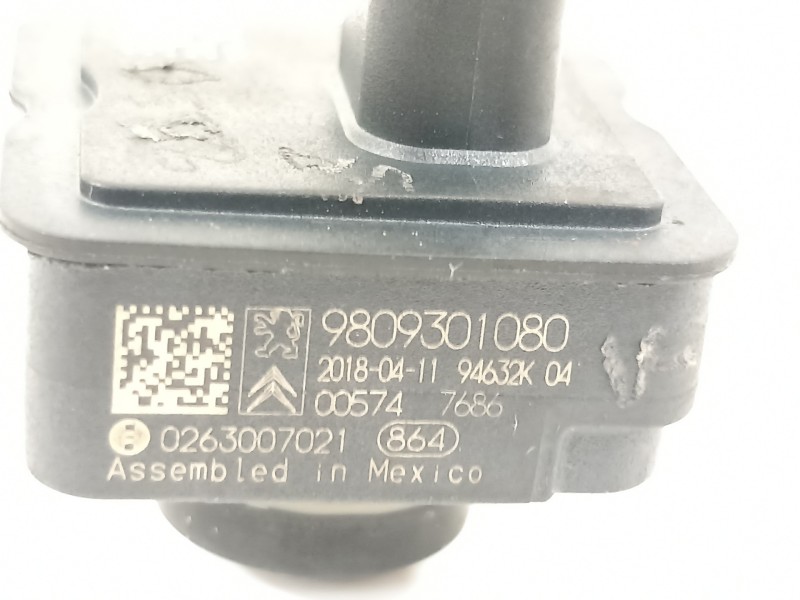 9809301080
2018-04-11 94632K 04
00574 7686
0263007021 864
Assembled in Mexico